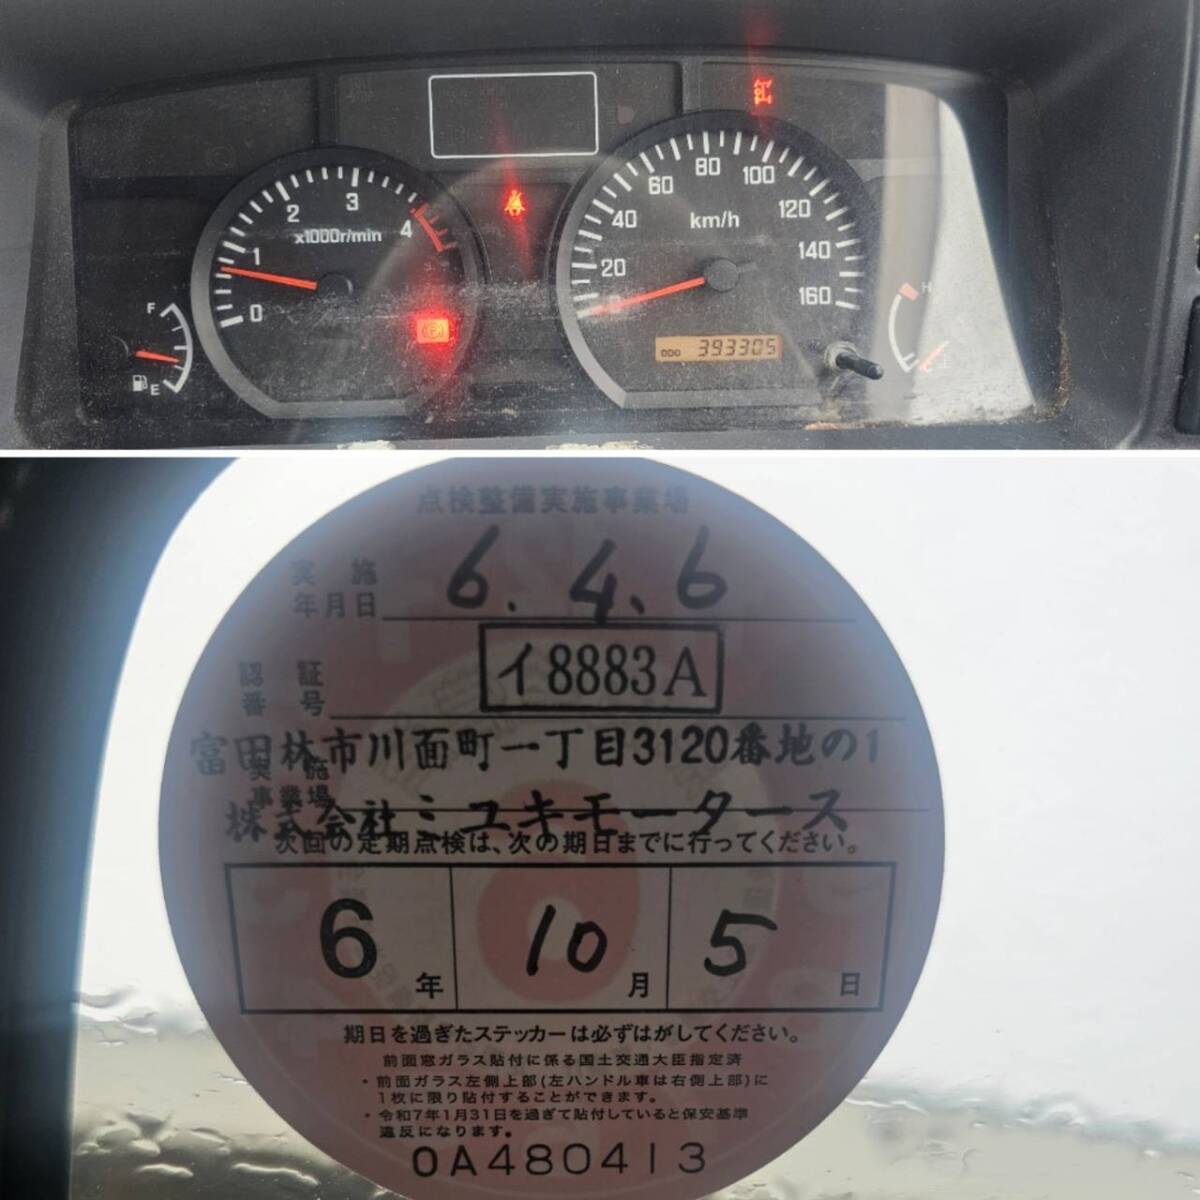 80
3
60
100
2
4
40
km/h
120
x1000r/min
1
140
20
H
F
0
0
160
E
ODO 393305
点検整備実施事業場
実施年月日 6.4.6
認証番号 イ8883A
富田林市川面町一丁目3120番地の1
実施事業場
株式会社ミユキモータース
次回の定期点検は、次の期日までに行ってください。
6年 10月 5日
期日を過ぎたステッカーは必ずはがしてください。
前面窓ガラス貼付に係る国土交通大臣指定済
・前面ガラス左側上部(左ハンドル車は右側上部)に
1枚に限り貼付することができます。
・令和7年1月31日を過ぎて貼付していると保安基準
違反になります。
0A480413